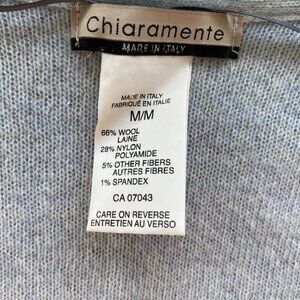 Chiaramente
MADE IN ITALY
MADE IN ITALY
FABRIQUÉ EN ITALIE
M/M
66% WOOL
LAINE
28% NYLON
POLYAMIDE
5% OTHER FIBERS
AUTRES FIBRES
1% SPANDEX
CA 07043
CARE ON REVERSE
ENTRETIEN AU VERSO